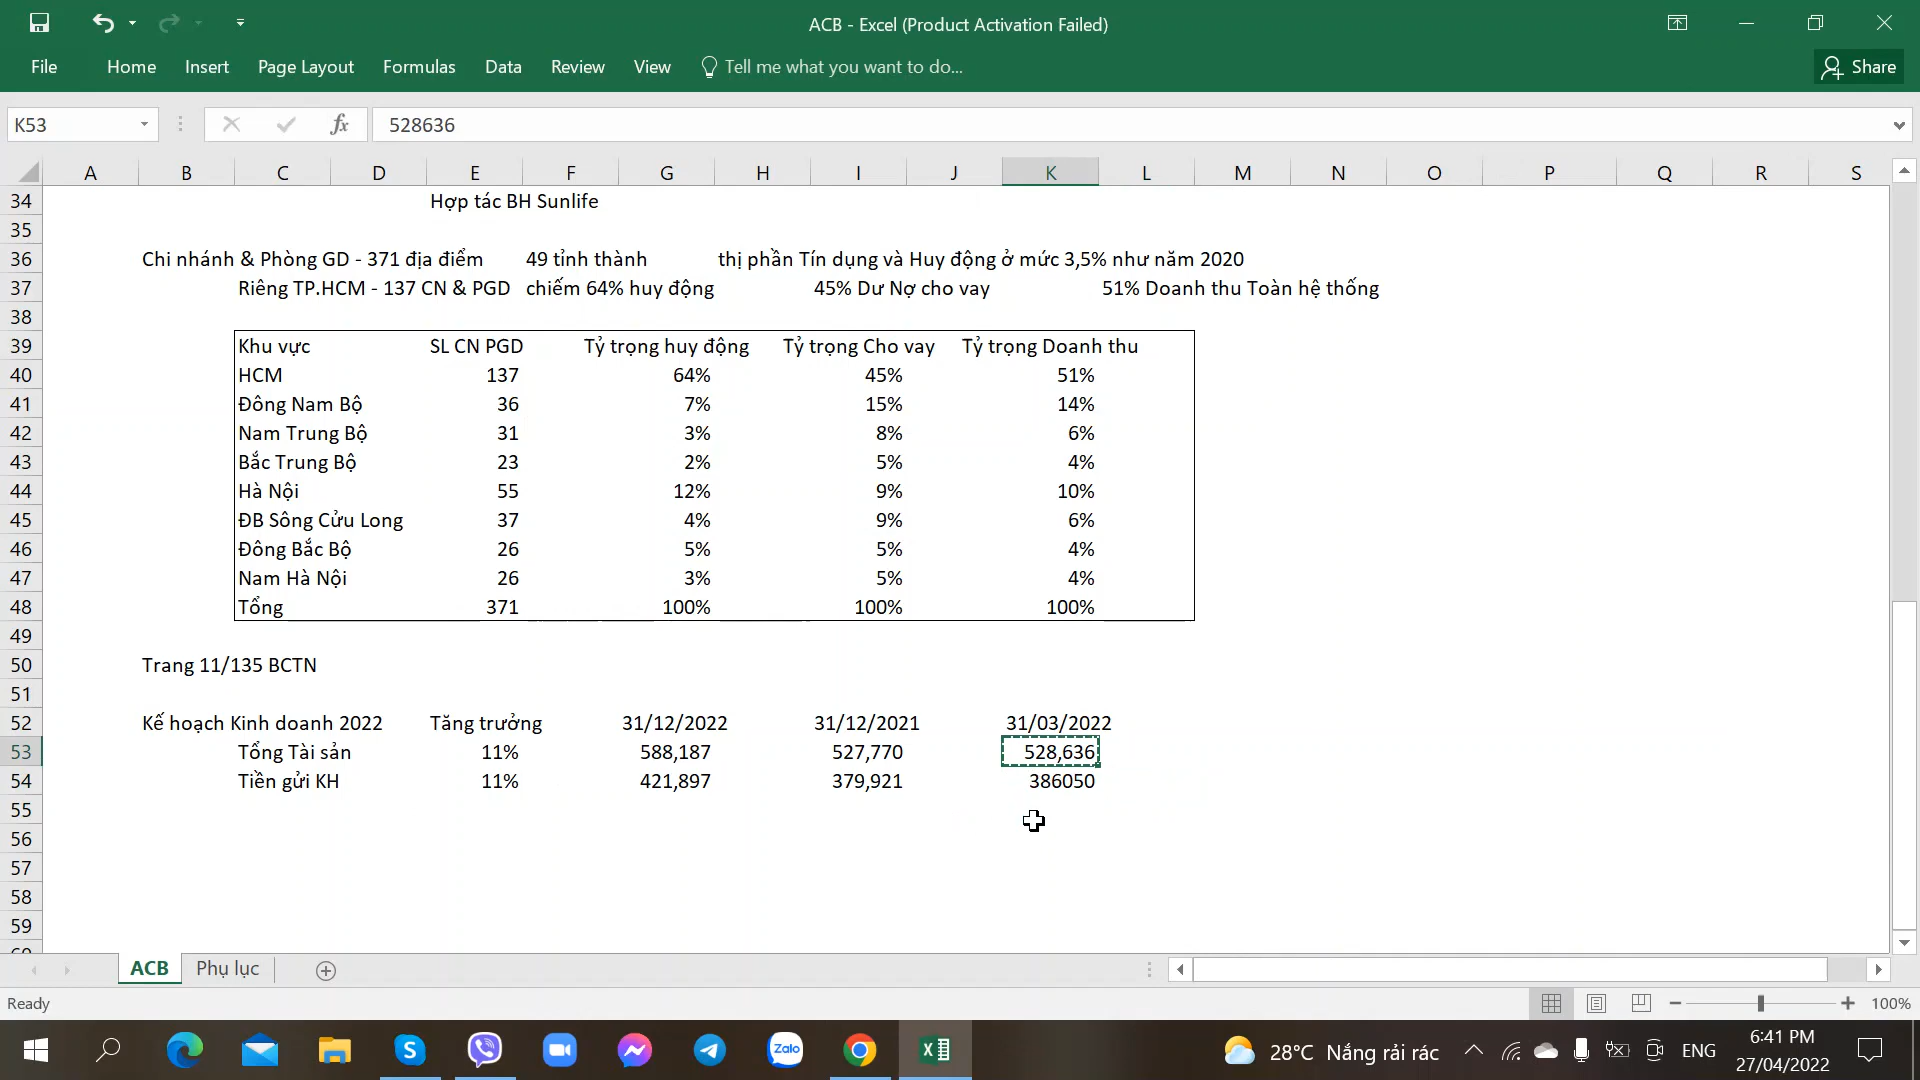 ACB - Excel (Product Activation Failed)
File Home Insert Page Layout Formulas Data Review View Tell me what you want to do... Share
K53 fx 528636
A B C D E F G H I J K L M N O P Q R S
34 Hợp tác BH Sunlife
35
36 Chi nhánh & Phòng GD - 371 địa điểm 49 tỉnh thành thị phần Tín dụng và Huy động ở mức 3,5% như năm 2020
37 Riêng TP.HCM - 137 CN & PGD chiếm 64% huy động 45% Dư Nợ cho vay 51% Doanh thu Toàn hệ thống
38
39 Khu vực SL CN PGD Tỷ trọng huy động Tỷ trọng Cho vay Tỷ trọng Doanh thu
40 HCM 137 64% 45% 51%
41 Đông Nam Bộ 36 7% 15% 14%
42 Nam Trung Bộ 31 3% 8% 6%
43 Bắc Trung Bộ 23 2% 5% 4%
44 Hà Nội 55 12% 9% 10%
45 ĐB Sông Cửu Long 37 4% 9% 6%
46 Đông Bắc Bộ 26 5% 5% 4%
47 Nam Hà Nội 26 3% 5% 4%
48 Tổng 371 100% 100% 100%
49
50 Trang 11/135 BCTN
51
52 Kế hoạch Kinh doanh 2022 Tăng trưởng 31/12/2022 31/12/2021 31/03/2022
53 Tổng Tài sản 11% 588,187 527,770 528,636
54 Tiền gửi KH 11% 421,897 379,921 386050
55
56
57
58
59
ACB Phụ lục
Ready 100%
Zalo 28°C Nắng rải rác ENG 6:41 PM
27/04/2022